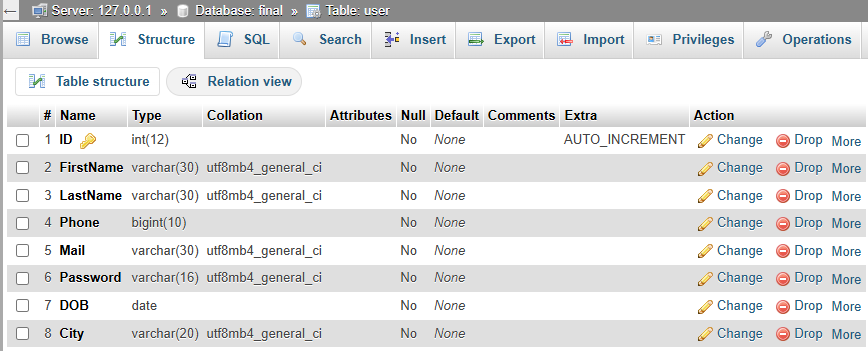 ← Server: 127.0.0.1 » Database: final » Table: user
Browse Structure SQL Search Insert Export Import Privileges Operations
Table structure Relation view
# Name Type Collation Attributes Null Default Comments Extra Action
1 ID int(12) No None AUTO_INCREMENT Change Drop More
2 FirstName varchar(30) utf8mb4_general_ci No None Change Drop More
3 LastName varchar(30) utf8mb4_general_ci No None Change Drop More
4 Phone bigint(10) No None Change Drop More
5 Mail varchar(30) utf8mb4_general_ci No None Change Drop More
6 Password varchar(16) utf8mb4_general_ci No None Change Drop More
7 DOB date No None Change Drop More
8 City varchar(20) utf8mb4_general_ci No None Change Drop More